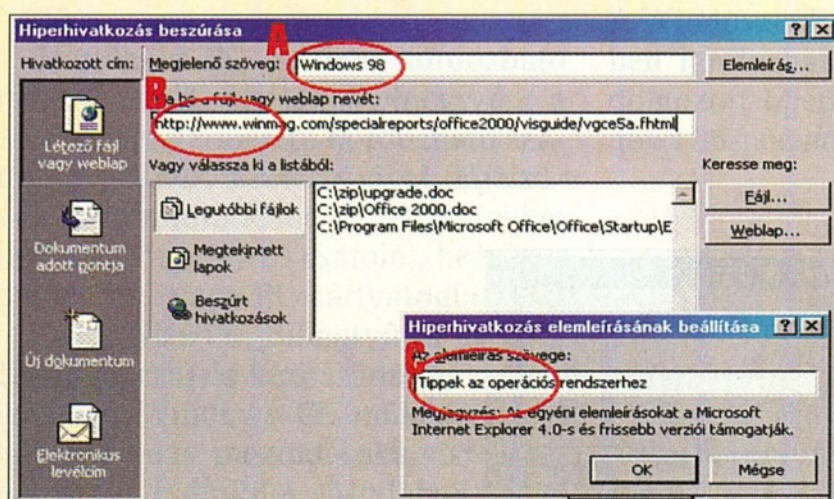 Hiperhivatkozás beszúrása
A
Hivatkozott cím:
Megjelenő szöveg:
Windows 98
Elemleírás...
B
a be a fájl vagy weblap nevét:
http://www.winmag.com/specialreports/office2000/visguide/vgce5a.fhtml
Létező fájl
vagy weblap
Vagy válassza ki a listából:
Keresse meg:
Legutóbbi fájlok
C:\zip\upgrade.doc
C:\zip\Office 2000.doc
C:\Program Files\Microsoft Office\Office\Startup\E
Fájl...
Weblap...
Dokumentum
adott pontja
Megtekintett
lapok
Beszúrt
hivatkozások
Új dokumentum
Elektronikus
levélcím
Hiperhivatkozás elemleírásának beállítása
C
Az elemleírás szövege:
Tippek az operációs rendszerhez
Megjegyzés: Az egyéni elemleírásokat a Microsoft
Internet Explorer 4.0-s és frissebb verziói támogatják.
OK
Mégse